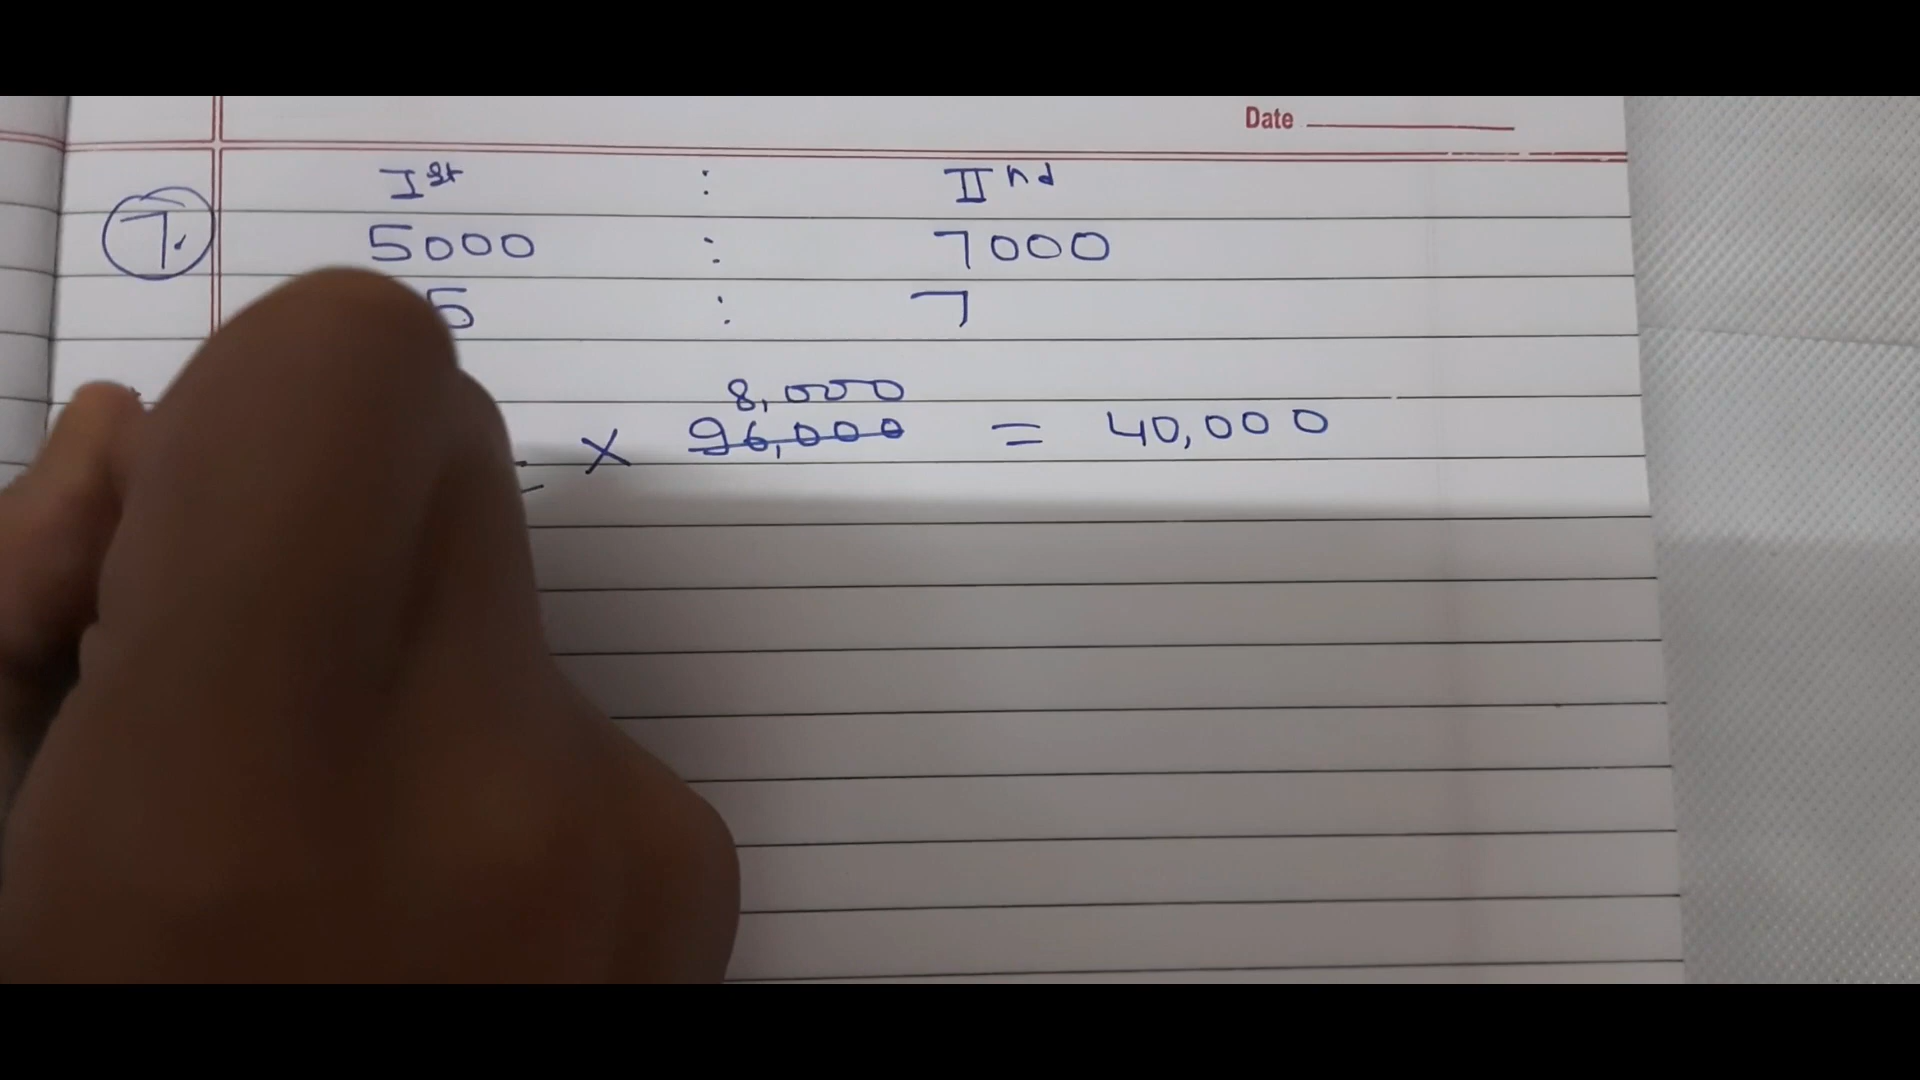 Date
Ist : IInd
7. 5000 : 7000
5 : 7
8,000
× 96,000 = 40,000